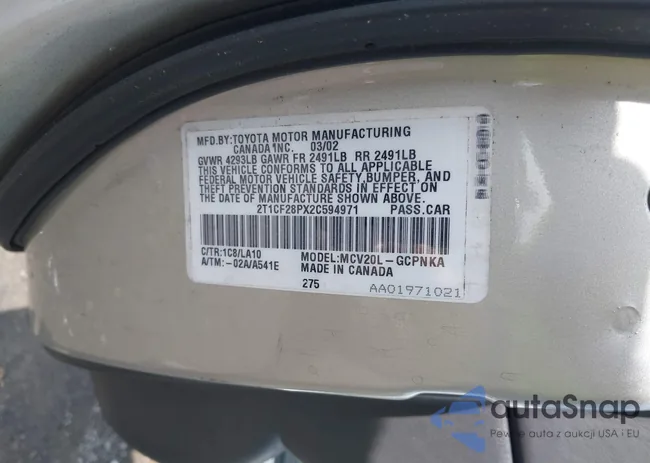 MFD.BY:TOYOTA MOTOR MANUFACTURING
CANADA INC. 03/02
GVWR 4293LB GAWR FR 2491LB RR 2491LB
THIS VEHICLE CONFORMS TO ALL APPLICABLE
FEDERAL MOTOR VEHICLE SAFETY,BUMPER, AND
THEFT PREVENTION STANDARDS IN EFFECT ON
THE DATE OF MANUFACTURE SHOWN ABOVE.
2T1CF28PX2C594971 PASS.CAR
C/TR:1C8/LA10 MODEL:MCV20L-GCPNKA
A/TM:-02A/A541E MADE IN CANADA
275 AA01971021
autaSnap
Pewne auta z aukcji USA i EU